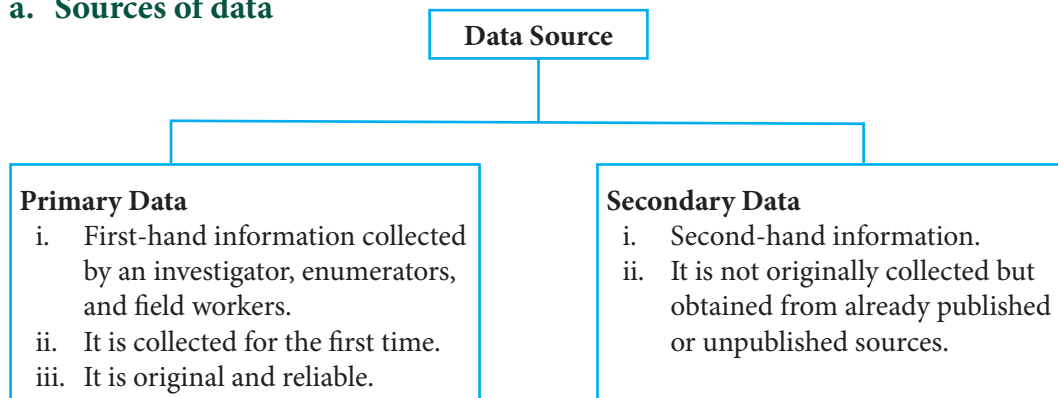 a. Sources of data
Data Source
Primary Data
i. First-hand information collected
by an investigator, enumerators,
and field workers.
ii. It is collected for the first time.
iii. It is original and reliable.
Secondary Data
i. Second-hand information.
ii. It is not originally collected but
obtained from already published
or unpublished sources.